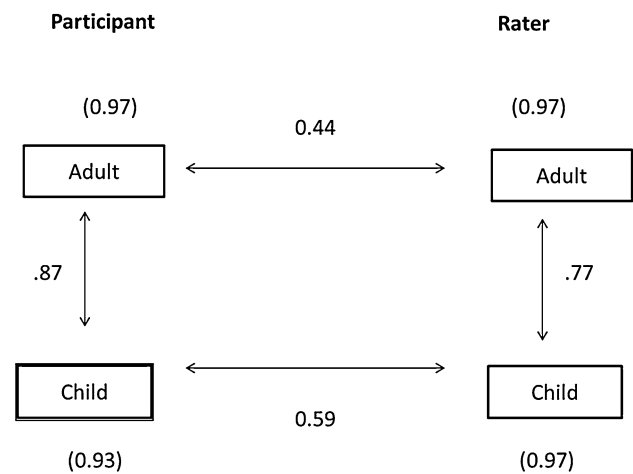 Participant
Rater
(0.97)
(0.97)
0.44
Adult
Adult
.87
.77
Child
Child
0.59
(0.93)
(0.97)